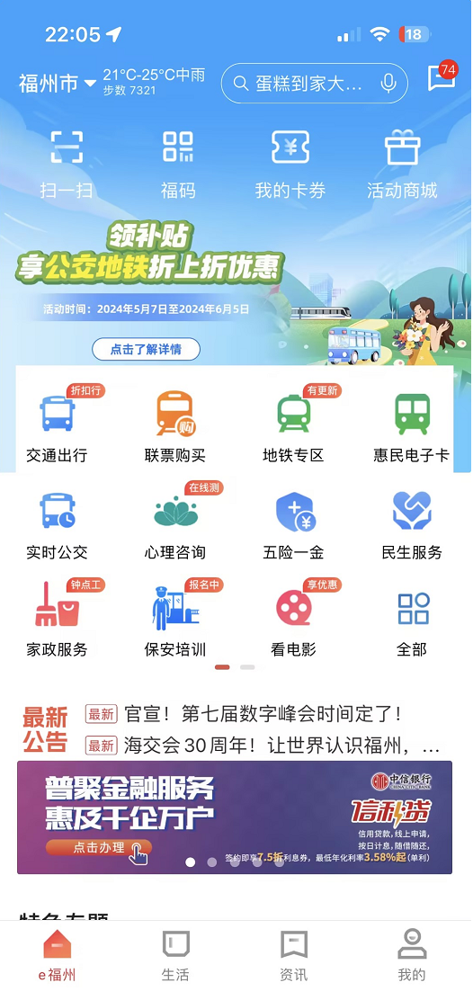 22:05
18
福州市
21°C-25°C中雨
步数 7321
蛋糕到家大...
74
扫一扫
福码
我的卡券
活动商城
领补贴
享公交地铁折上折优惠
活动时间：2024年5月7日至2024年6月5日
点击了解详情
折扣行
有更新
购
交通出行
联票购买
地铁专区
惠民电子卡
在线测
实时公交
心理咨询
五险一金
民生服务
钟点工
报名中
享优惠
家政服务
保安培训
看电影
全部
最新
公告
最新
官宣！第七届数字峰会时间定了！
最新
海交会30周年！让世界认识福州，...
普聚金融服务
惠及千企万户
点击办理
中信银行
CHINA CITIC BANK
信秒贷
信用贷款，线上申请，
按日计息，随借随还，
签约即享7.5折利息券，最低年化利率3.58%起(单利)
特色专题
e福州
生活
资讯
我的